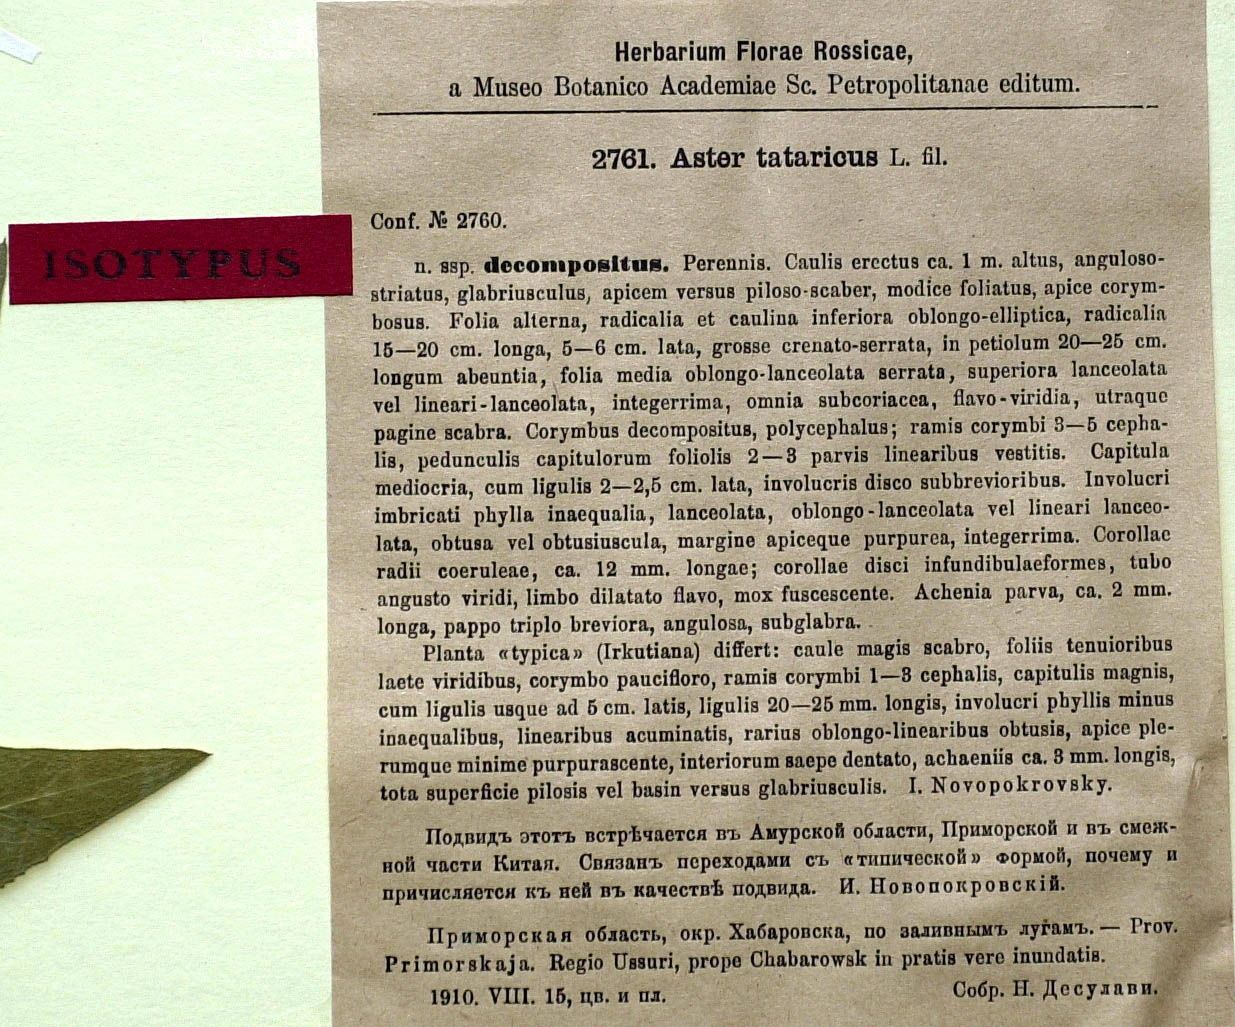 Herbarium Florae Rossicae,
a Museo Botanico Academiae Sc. Petropolitanae editum.
2761. Aster tataricus L. fil.
Conf. № 2760.
ISOTYPUS
n. ssp. decompositus. Perennis. Caulis erectus ca. 1 m. altus, anguloso-
striatus, glabriusculus, apicem versus piloso-scaber, modice foliatus, apice corym-
bosus. Folia alterna, radicalia et caulina inferiora oblongo-elliptica, radicalia
15—20 cm. longa, 5—6 cm. lata, grosse crenato-serrata, in petiolum 20—25 cm.
longum abeuntia, folia media oblongo-lanceolata serrata, superiora lanceolata
vel lineari-lanceolata, integerrima, omnia subcoriacea, flavo-viridia, utraque
pagine scabra. Corymbus decompositus, polycephalus; ramis corymbi 3—5 cepha-
lis, pedunculis capitulorum foliolis 2—3 parvis linearibus vestitis. Capitula
mediocria, cum ligulis 2—2,5 cm. lata, involucris disco subbrevioribus. Involucri
imbricati phylla inaequalia, lanceolata, oblongo-lanceolata vel lineari lanceo-
lata, obtusa vel obtusiuscula, margine apiceque purpurea, integerrima. Corollae
radii coeruleae, ca. 12 mm. longae; corollae disci infundibulaeformes, tubo
angusto viridi, limbo dilatato flavo, mox fuscescente. Achenia parva, ca. 2 mm.
longa, pappo triplo breviora, angulosa, subglabra.
Planta «typica» (Irkutiana) differt: caule magis scabro, foliis tenuioribus
laete viridibus, corymbo paucifloro, ramis corymbi 1—3 cephalis, capitulis magnis,
cum ligulis usque ad 5 cm. latis, ligulis 20—25 mm. longis, involucri phyllis minus
inaequalibus, linearibus acuminatis, rarius oblongo-linearibus obtusis, apice ple-
rumque minime purpurascente, interiorum saepe dentato, achaeniis ca. 3 mm. longis,
tota superficie pilosis vel basin versus glabriusculis. I. Novopokrovsky.
Подвидъ этотъ встрѣчается въ Амурской области, Приморской и въ смеж-
ной части Китая. Связанъ переходами съ «типической» формой, почему и
причисляется къ ней въ качествѣ подвида. И. Новопокровскій.
Приморская область, окр. Хабаровска, по заливнымъ лугамъ. — Prov.
Primorskaja. Regio Ussuri, prope Chabarowsk in pratis vere inundatis.
1910. VIII. 15, цв. и пл. Собр. Н. Десулави.